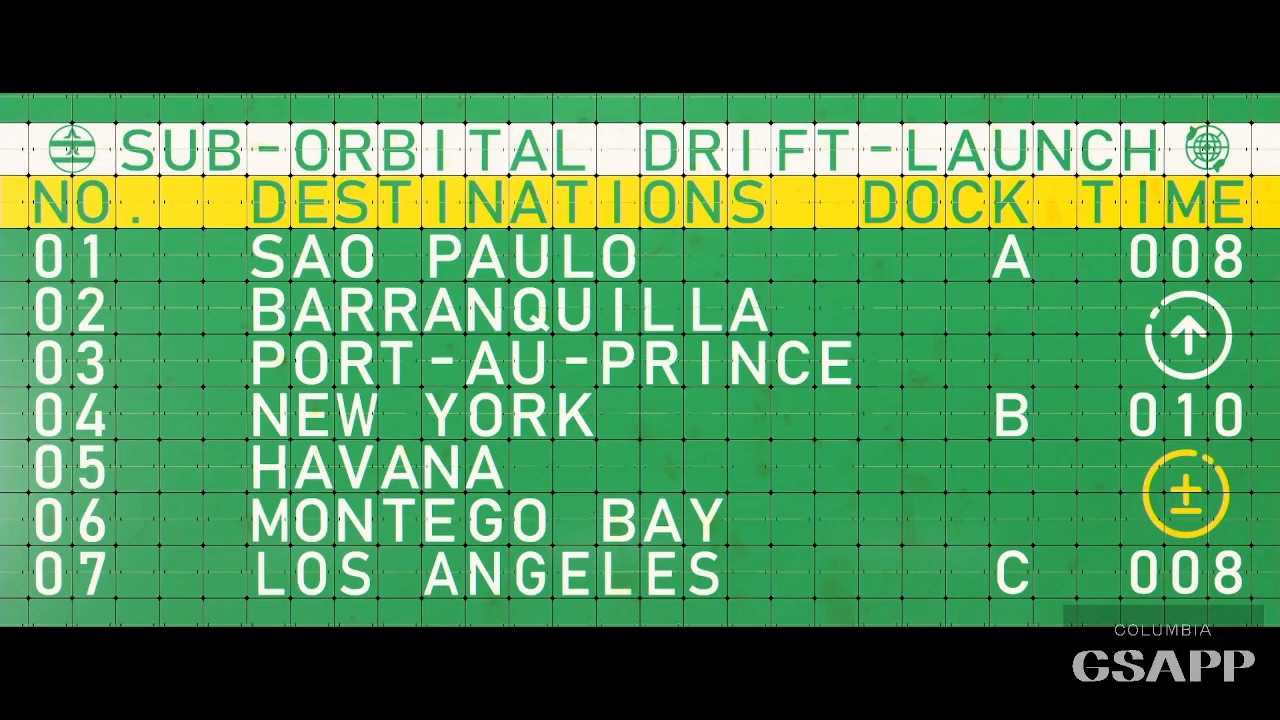 SUB-ORBITAL DRIFT-LAUNCH
NO. DESTINATIONS DOCK TIME
01 SAO PAULO A 008
02 BARRANQUILLA
03 PORT-AU-PRINCE
04 NEW YORK B 010
05 HAVANA
06 MONTEGO BAY
07 LOS ANGELES C 008
COLUMBIA
GSAPP